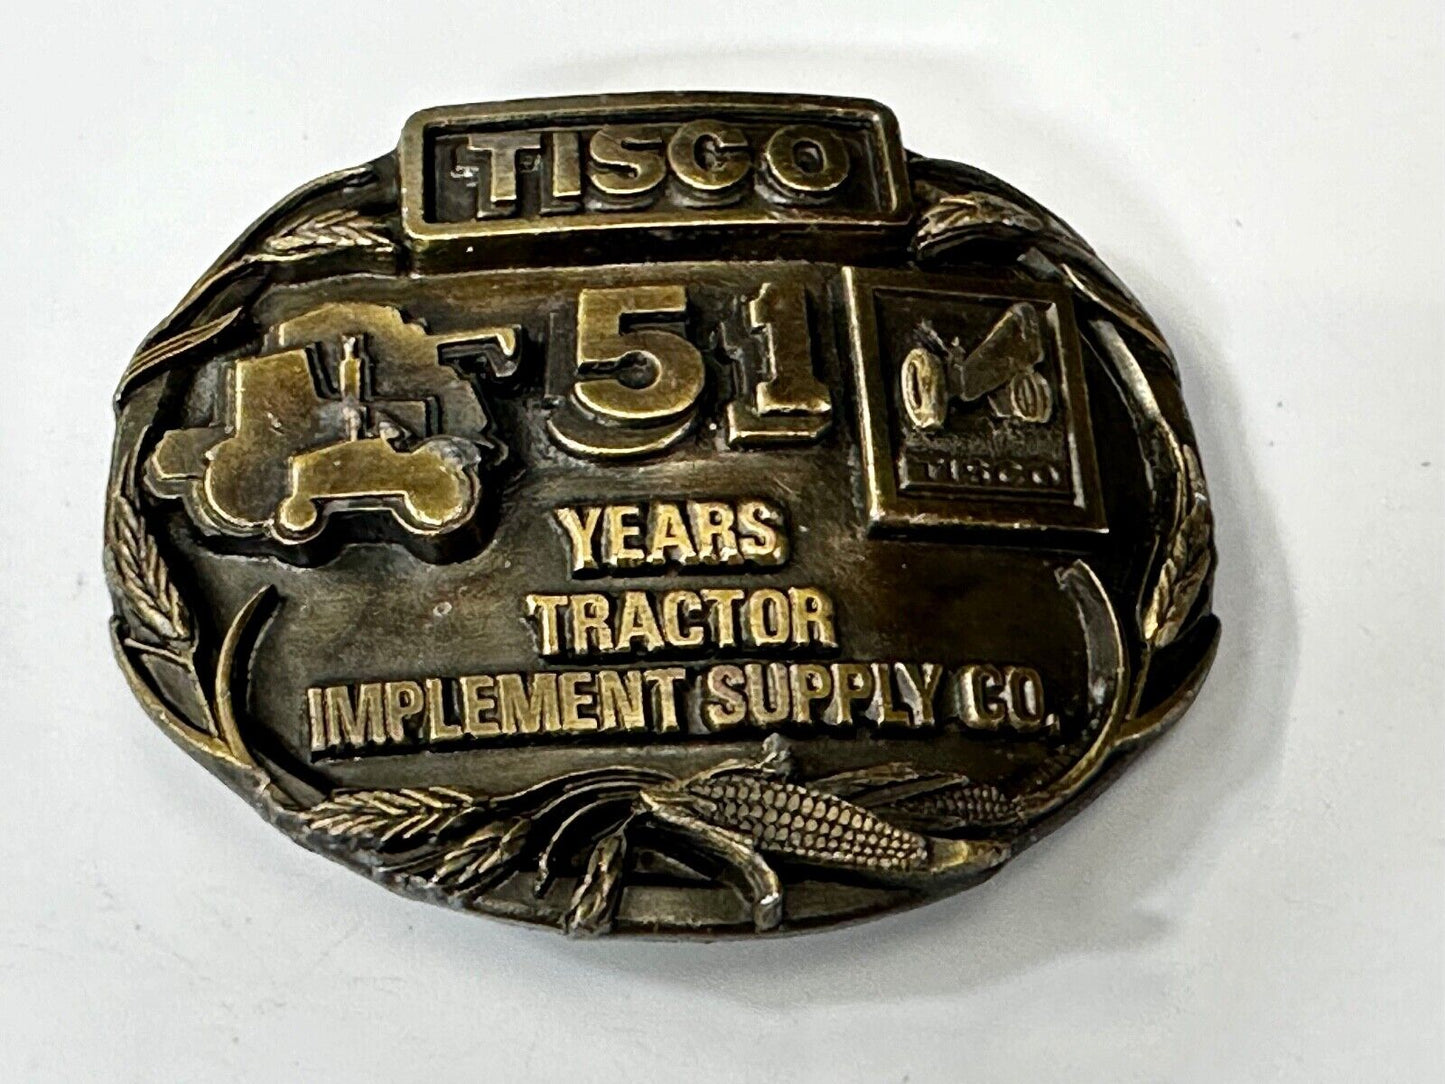 TISCO
51
TISCO
YEARS
TRACTOR
IMPLEMENT SUPPLY CO.